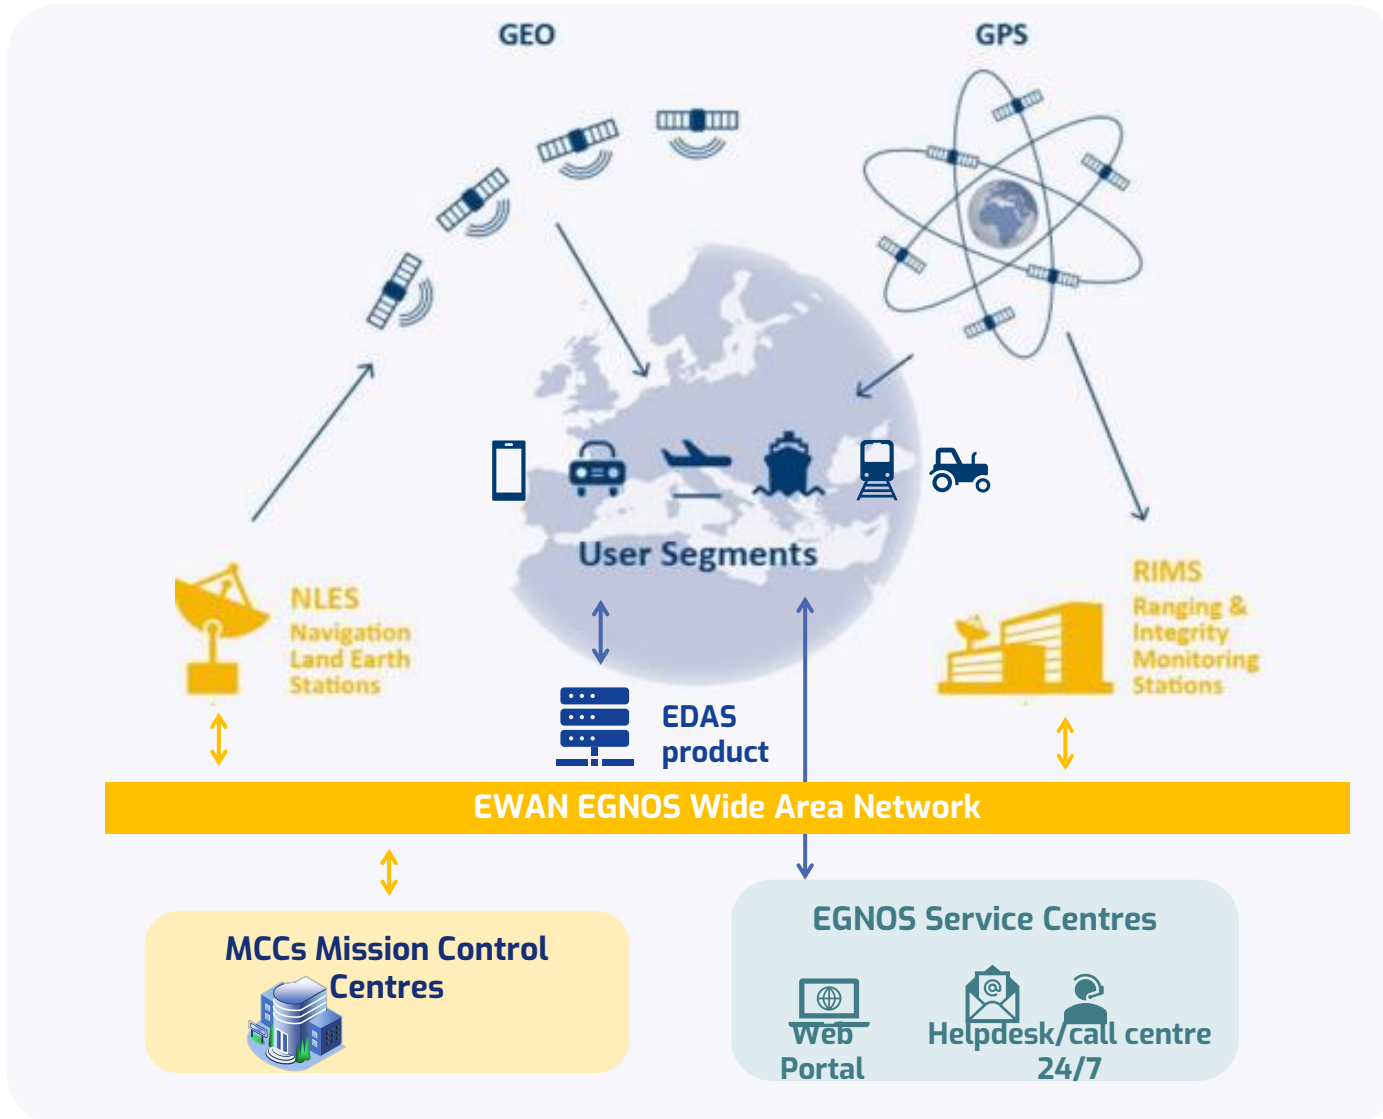 GEO
GPS
User Segments
NLES
Navigation
Land Earth
Stations
RIMS
Ranging &
Integrity
Monitoring
Stations
EDAS
product
EWAN EGNOS Wide Area Network
MCCs Mission Control
Centres
EGNOS Service Centres
@
Web
Portal
Helpdesk/call centre
24/7